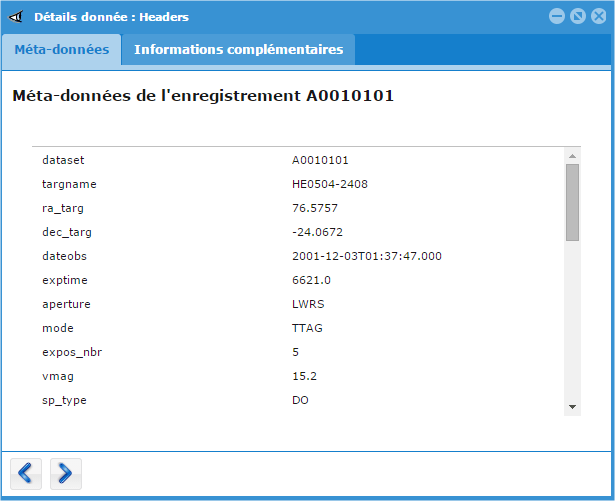 Détails donnée : Headers
Méta-données Informations complémentaires
Méta-données de l'enregistrement A0010101
dataset A0010101
targname HE0504-2408
ra_targ 76.5757
dec_targ -24.0672
dateobs 2001-12-03T01:37:47.000
exptime 6621.0
aperture LWRS
mode TTAG
expos_nbr 5
vmag 15.2
sp_type DO